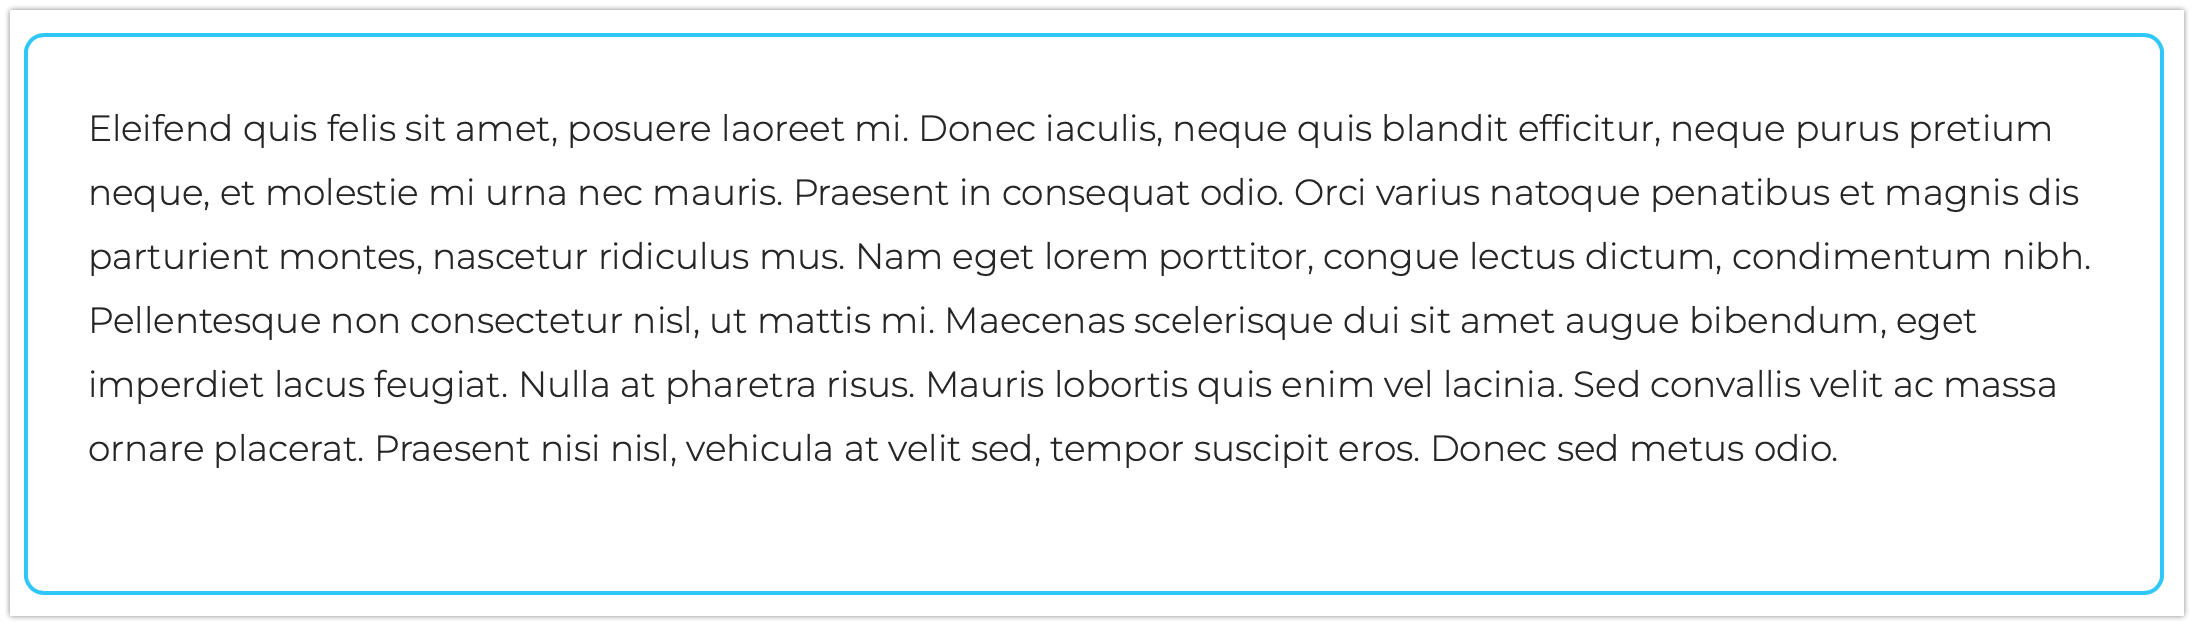 Eleifend quis felis sit amet, posuere laoreet mi. Donec iaculis, neque quis blandit efficitur, neque purus pretium
neque, et molestie mi urna nec mauris. Praesent in consequat odio. Orci varius natoque penatibus et magnis dis
parturient montes, nascetur ridiculus mus. Nam eget lorem porttitor, congue lectus dictum, condimentum nibh.
Pellentesque non consectetur nisl, ut mattis mi. Maecenas scelerisque dui sit amet augue bibendum, eget
imperdiet lacus feugiat. Nulla at pharetra risus. Mauris lobortis quis enim vel lacinia. Sed convallis velit ac massa
ornare placerat. Praesent nisi nisl, vehicula at velit sed, tempor suscipit eros. Donec sed metus odio.